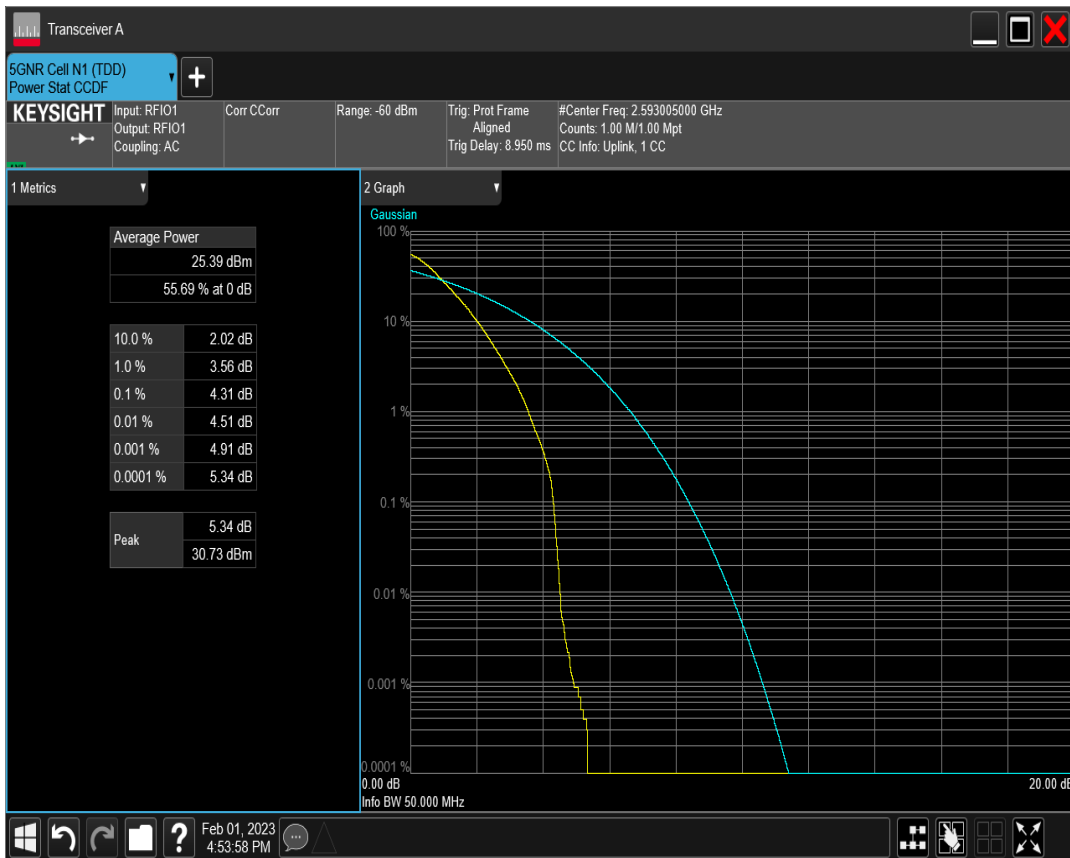 Transceiver A
5GNR Cell N1 (TDD)
Power Stat CCDF
KEYSIGHT
Input: RFIO1
Output: RFIO1
Coupling: AC
Corr CCorr
Range: -60 dBm
Trig: Prot Frame
Aligned
Trig Delay: 8.950 ms
#Center Freq: 2.593005000 GHz
Counts: 1.00 M/1.00 Mpt
CC Info: Uplink, 1 CC
1 Metrics
Average Power
25.39 dBm
55.69 % at 0 dB
10.0 % 2.02 dB
1.0 % 3.56 dB
0.1 % 4.31 dB
0.01 % 4.51 dB
0.001 % 4.91 dB
0.0001 % 5.34 dB
Peak
5.34 dB
30.73 dBm
2 Graph
Gaussian
100 %
10 %
1 %
0.1 %
0.01 %
0.001 %
0.0001 %
0.00 dB 20.00 dB
Info BW 50.000 MHz
Feb 01, 2023
4:53:58 PM